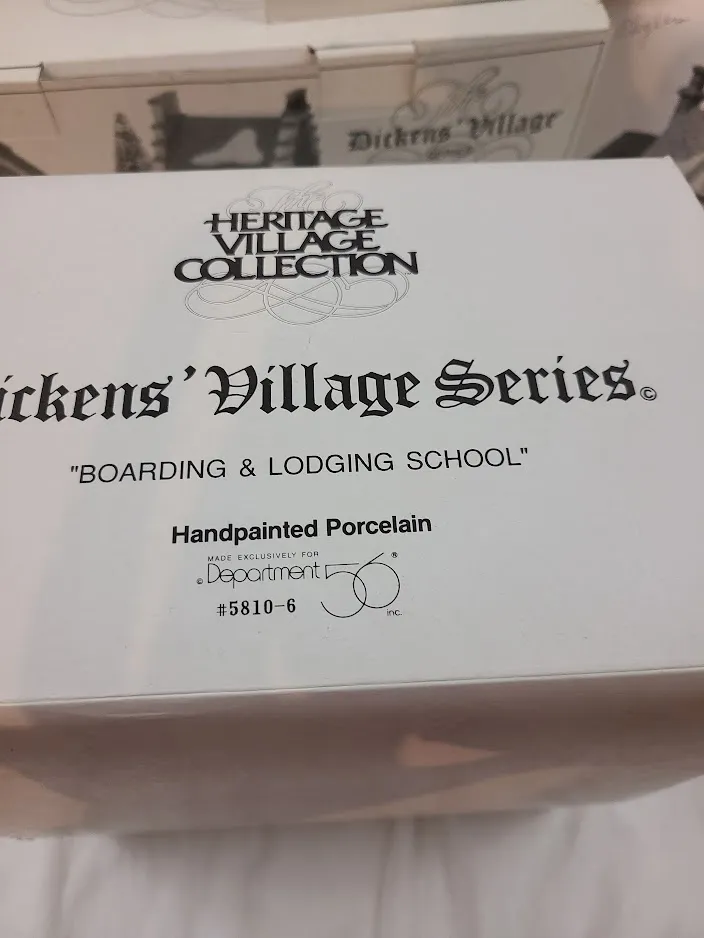 Dickens' Village
The
HERITAGE
VILLAGE
COLLECTION
ickens' Village Series©
"BOARDING & LODGING SCHOOL"
Handpainted Porcelain
MADE EXCLUSIVELY FOR
© Department 56 ®
#5810-6
inc.